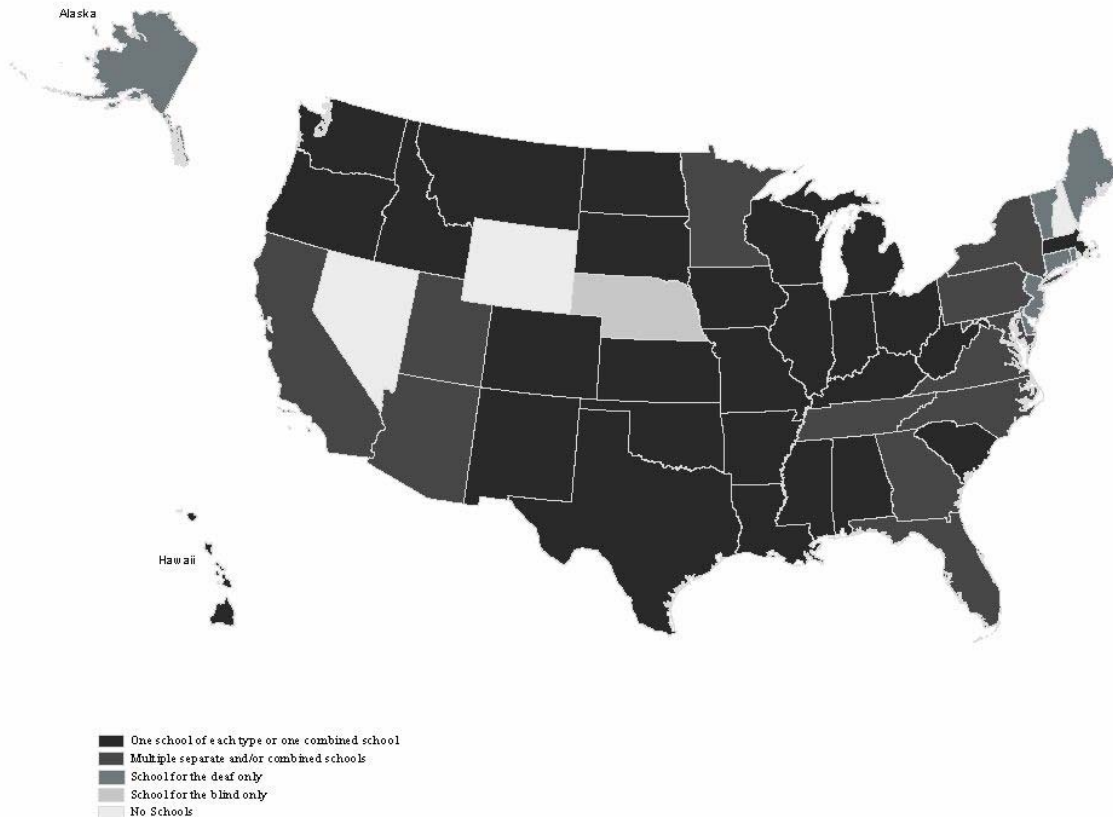 Alaska
Hawaii
One school of each type or one combined school
Multiple separate and/or combined schools
School for the deaf only
School for the blind only
No Schools